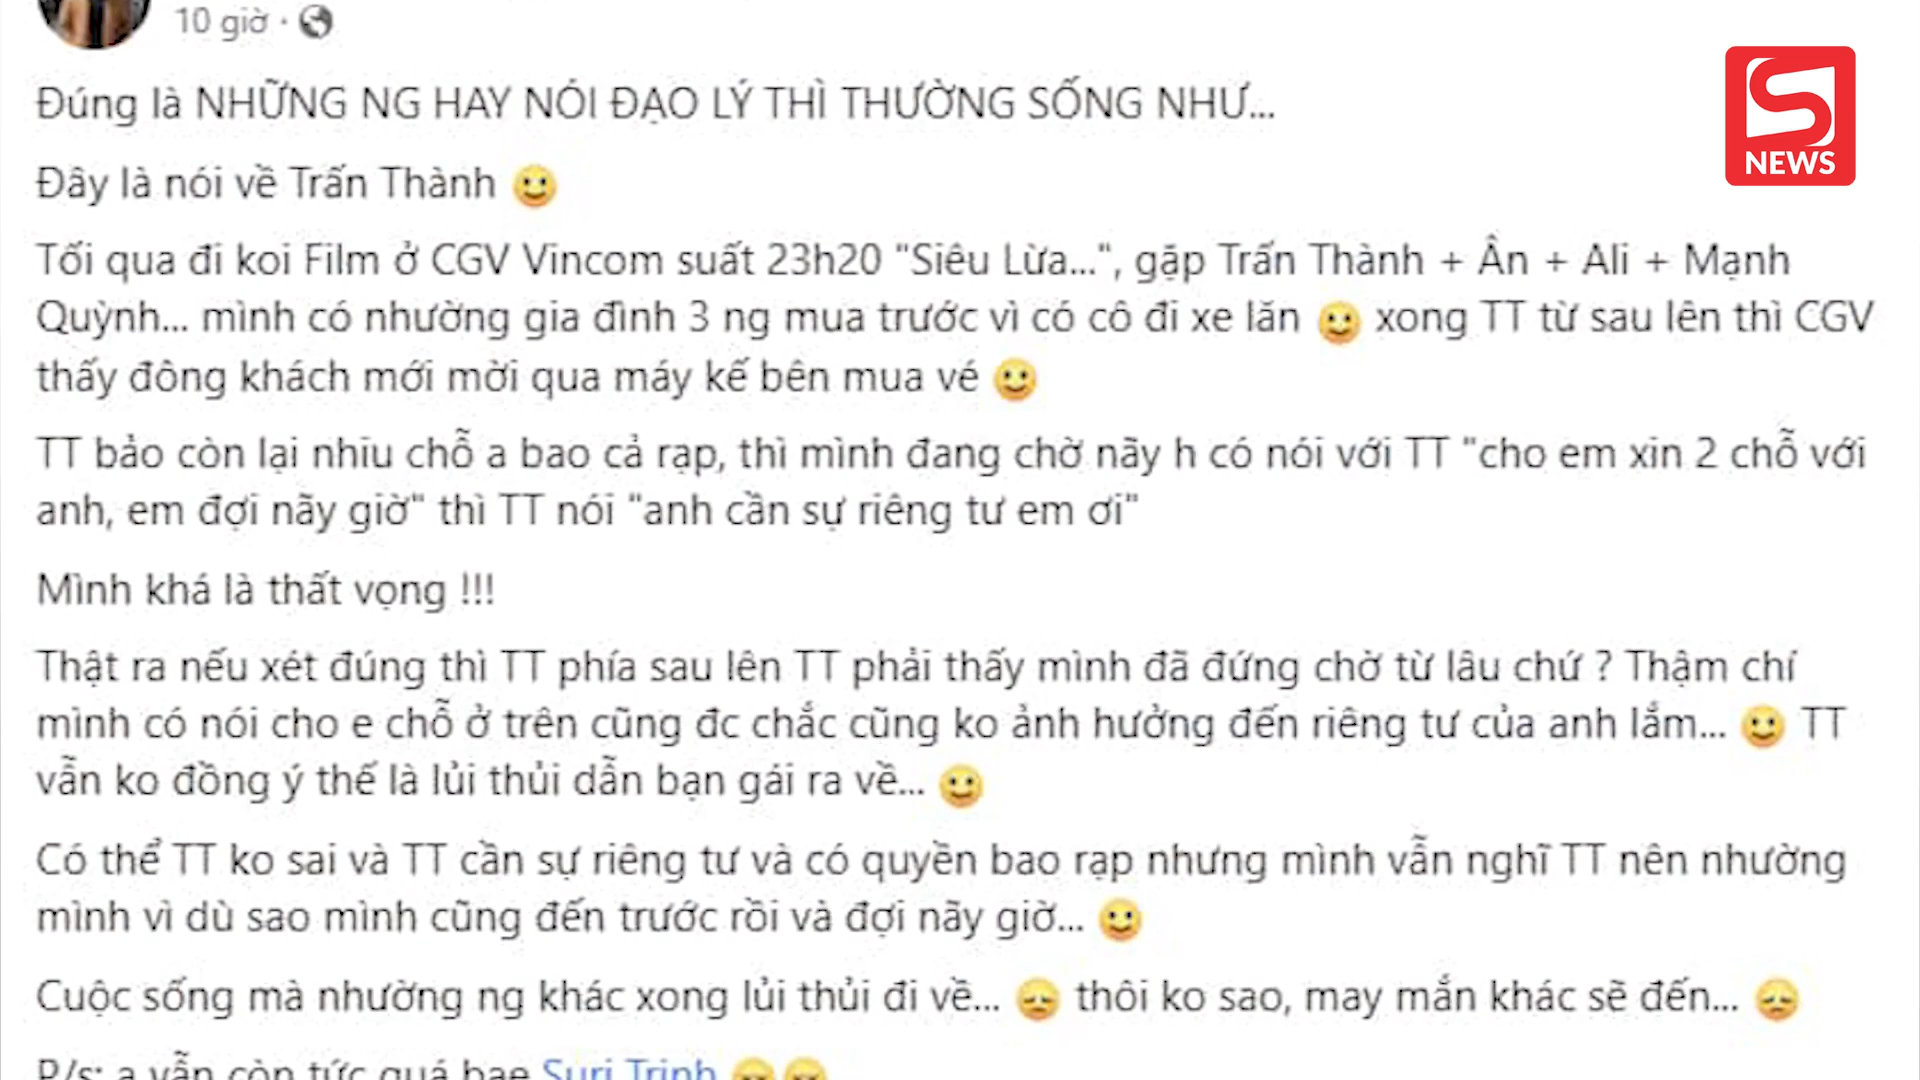 10 giờ ·
NEWS
Đúng là NHỮNG NG HAY NÓI ĐẠO LÝ THÌ THƯỜNG SỐNG NHƯ...
Đây là nói về Trấn Thành 🙂
Tối qua đi koi Film ở CGV Vincom suất 23h20 "Siêu Lừa...", gặp Trấn Thành + Ân + Ali + Mạnh
Quỳnh... mình có nhường gia đình 3 ng mua trước vì có cô đi xe lăn 🙂 xong TT từ sau lên thì CGV
thấy đông khách mới mời qua máy kế bên mua vé 🙂
TT bảo còn lại nhiu chỗ a bao cả rạp, thì mình đang chờ nãy h có nói với TT "cho em xin 2 chỗ với
anh, em đợi nãy giờ" thì TT nói "anh cần sự riêng tư em ơi"
Mình khá là thất vọng !!!
Thật ra nếu xét đúng thì TT phía sau lên TT phải thấy mình đã đứng chờ từ lâu chứ ? Thậm chí
mình có nói cho e chỗ ở trên cũng đc chắc cũng ko ảnh hưởng đến riêng tư của anh lắm... 🙂 TT
vẫn ko đồng ý thế là lủi thủi dẫn bạn gái ra về... 🙂
Có thể TT ko sai và TT cần sự riêng tư và có quyền bao rạp nhưng mình vẫn nghĩ TT nên nhường
mình vì dù sao mình cũng đến trước rồi và đợi nãy giờ... 🙂
Cuộc sống mà nhường ng khác xong lủi thủi đi về... 😞 thôi ko sao, may mắn khác sẽ đến... 😞
P/s: a vẫn còn tức quá bae Suri Trinh